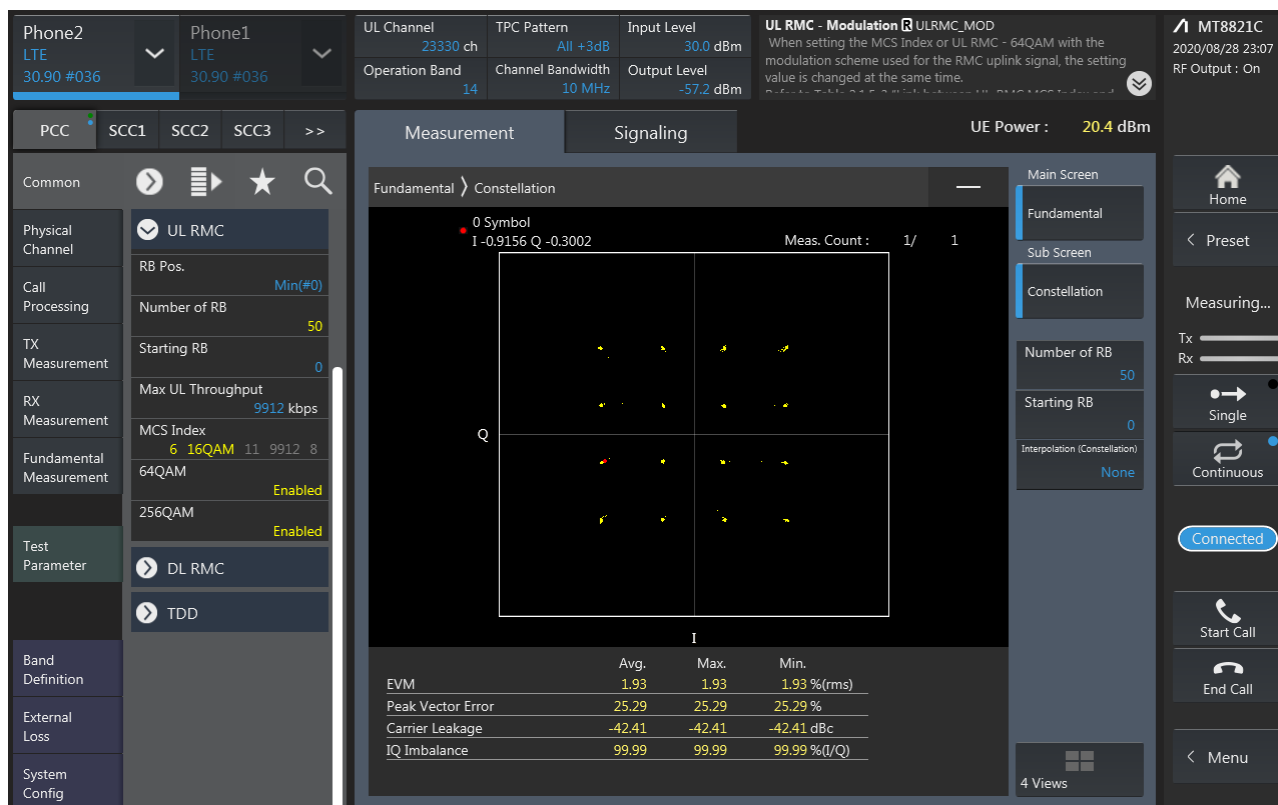 Phone2
LTE
30.90 #036
Phone1
LTE
30.90 #036
UL Channel
23330 ch
TPC Pattern
All +3dB
Input Level
30.0 dBm
Operation Band
14
Channel Bandwidth
10 MHz
Output Level
-57.2 dBm
UL RMC - Modulation R ULRMC_MOD
When setting the MCS Index or UL RMC -
64QAM with the
modulation scheme used for the RMC uplink signal, the setting
value is changed at the same time.
MT8821C
2020/08/28 23:07
RF Output : On
PCC SCC1 SCC2 SCC3 >>
Measurement
Signaling
UE Power : 20.4 dBm
Common
Physical
Channel
Call
Processing
TX
Measurement
RX
Measurement
Fundamental
Measurement
Test
Parameter
Band
Definition
External
Loss
System
Config
UL RMC
RB Pos.
Min(#0)
Number of RB
50
Starting RB
0
Max UL Throughput
9912 kbps
MCS Index
6 16QAM 11 9912 8
64QAM
Enabled
256QAM
Enabled
DL RMC
TDD
Fundamental 〉 Constellation
0 Symbol
I -0.9156 Q -0.3002
Meas. Count : 1/ 1
Q
I
Avg. Max. Min.
EVM 1.93 1.93 1.93 %(rms)
Peak Vector Error 25.29 25.29 25.29 %
Carrier Leakage -42.41 -42.41 -42.41 dBc
IQ Imbalance 99.99 99.99 99.99 %(I/Q)
Main Screen
Fundamental
Sub Screen
Constellation
Number of RB
50
Starting RB
0
Interpolation (Constellation)
None
4 Views
Home
< Preset
Measuring...
Tx
Rx
Single
Continuous
Connected
Start Call
End Call
< Menu